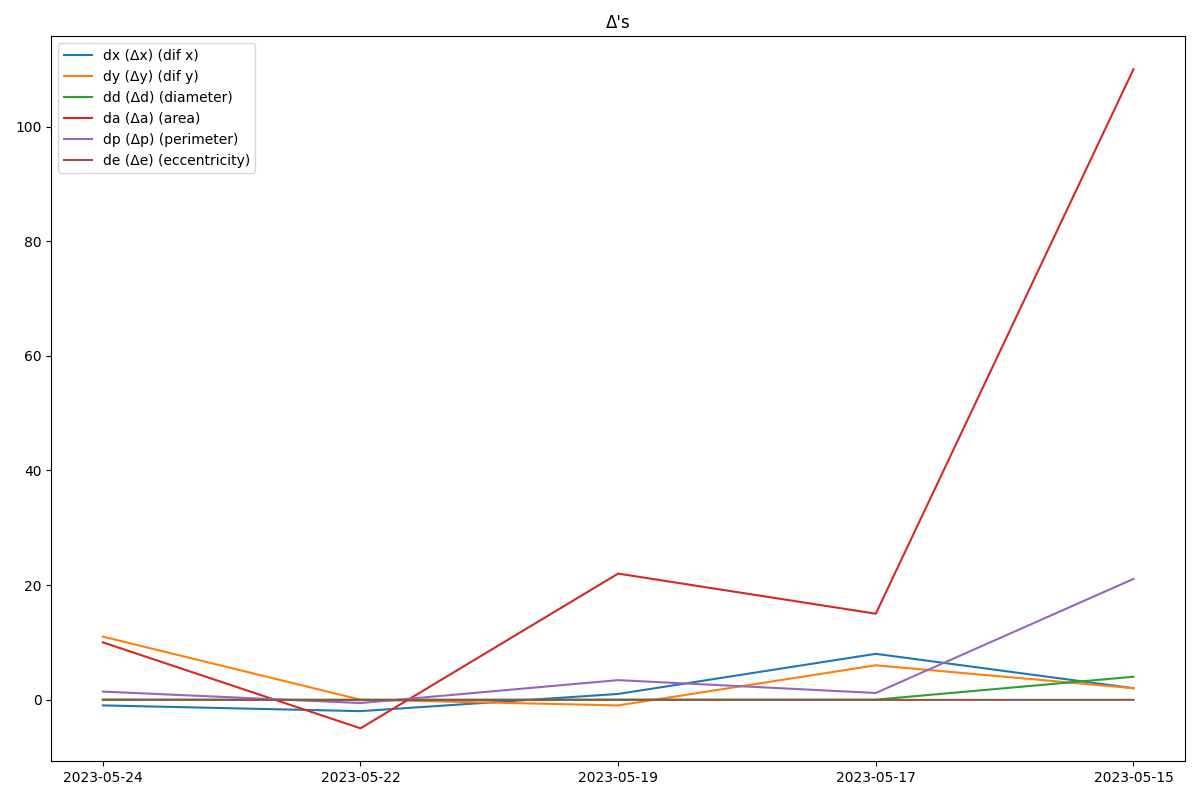 Δ's
dx (Δx) (dif x)
dy (Δy) (dif y)
dd (Δd) (diameter)
da (Δa) (area)
dp (Δp) (perimeter)
de (Δe) (eccentricity)
100
80
60
40
20
0
2023-05-24 2023-05-22 2023-05-19 2023-05-17 2023-05-15